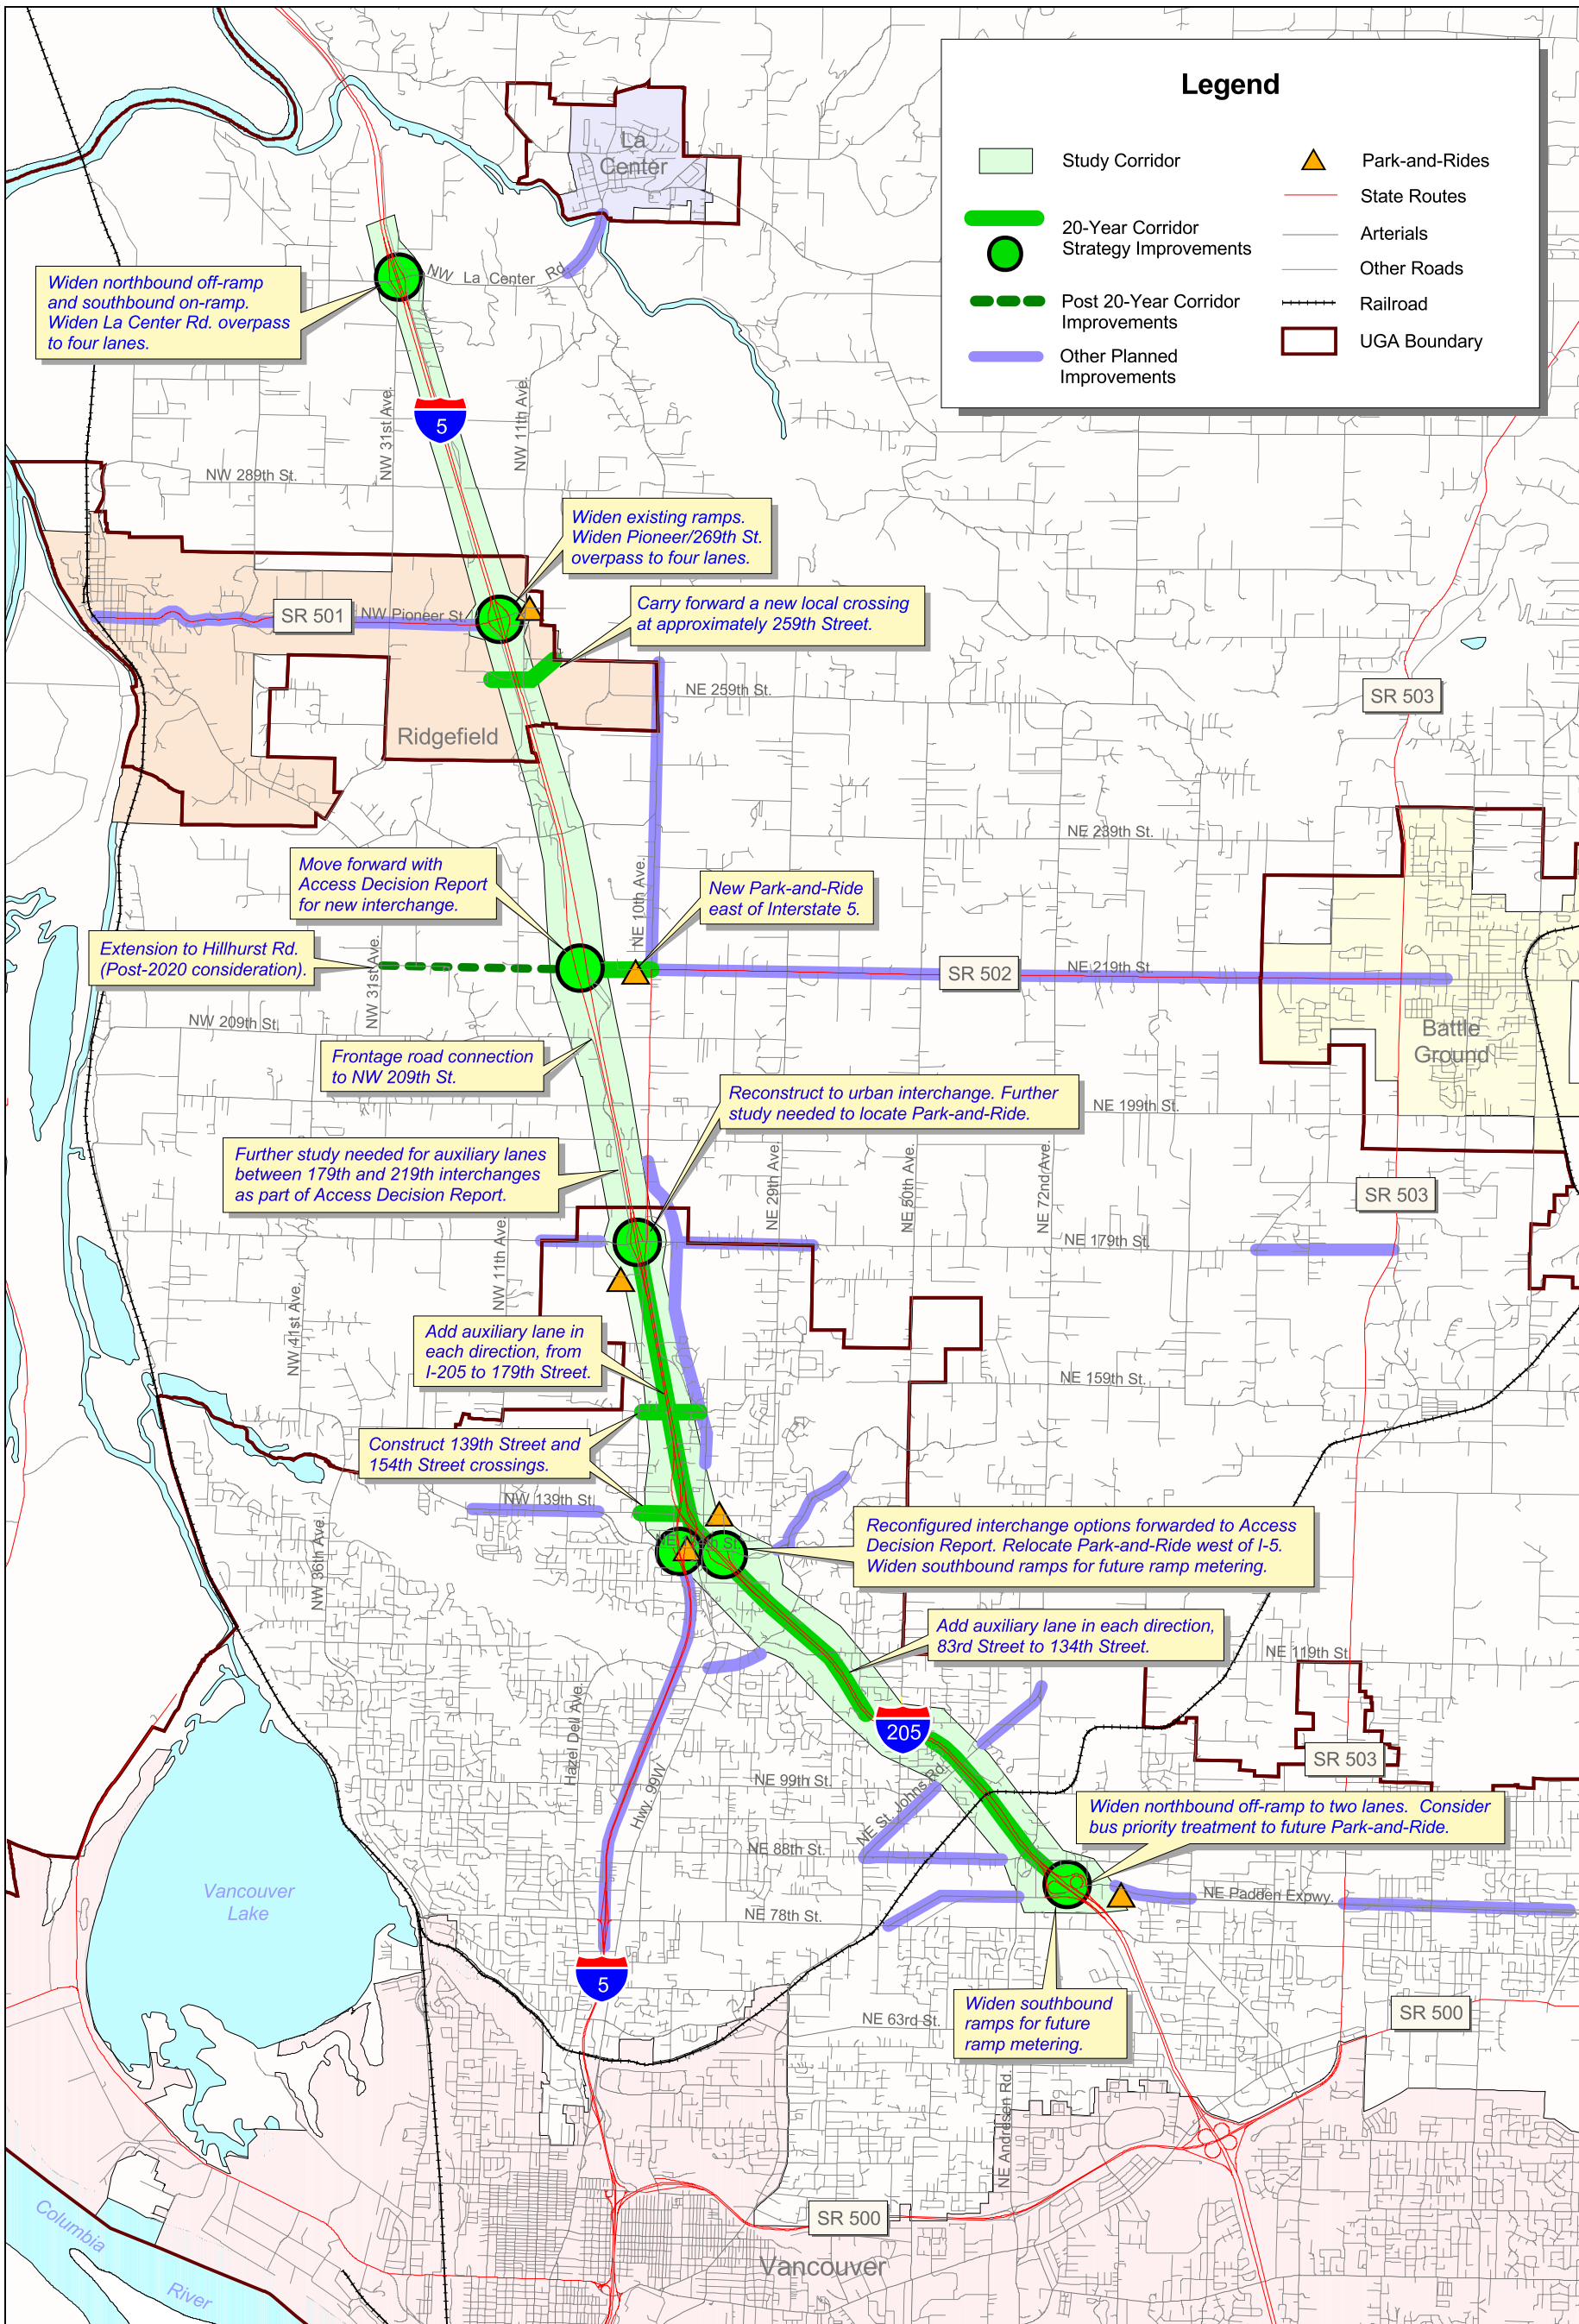 Legend
Study Corridor
20-Year Corridor
Strategy Improvements
Post 20-Year Corridor
Improvements
Other Planned
Improvements
Park-and-Rides
State Routes
Arterials
Other Roads
Railroad
UGA Boundary
La
Center
NW La Center Rd.
Widen northbound off-ramp
and southbound on-ramp.
Widen La Center Rd. overpass
to four lanes.
5
NW 31st Ave.
NW 11th Ave.
NW 289th St.
Widen existing ramps.
Widen Pioneer/269th St.
overpass to four lanes.
Carry forward a new local crossing
at approximately 259th Street.
SR 501
NW Pioneer St.
NE 259th St.
SR 503
Ridgefield
NE 239th St.
Move forward with
Access Decision Report
for new interchange.
New Park-and-Ride
east of Interstate 5.
NE 10th Ave.
Extension to Hillhurst Rd.
(Post-2020 consideration).
NW 31st Ave.
SR 502
NE 219th St.
NW 209th St.
Battle
Ground
Frontage road connection
to NW 209th St.
Reconstruct to urban interchange. Further
study needed to locate Park-and-Ride.
NE 199th St.
Further study needed for auxiliary lanes
between 179th and 219th interchanges
as part of Access Decision Report.
NE 29th Ave.
NE 50th Ave.
NE 72nd Ave.
SR 503
NW 11th Ave.
NE 179th St.
NW 41st Ave.
Add auxiliary lane in
each direction, from
I-205 to 179th Street.
NE 159th St.
Construct 139th Street and
154th Street crossings.
NW 139th St.
NW 36th Ave.
Reconfigured interchange options forwarded to Access
Decision Report. Relocate Park-and-Ride west of I-5.
Widen southbound ramps for future ramp metering.
Add auxiliary lane in each direction,
83rd Street to 134th Street.
NE 119th St.
Hazel Dell Ave.
205
SR 503
Hwy. 99W
NE 99th St.
NE St. Johns Rd.
Widen northbound off-ramp to two lanes. Consider
bus priority treatment to future Park-and-Ride.
NE 88th St.
Vancouver
Lake
NE Padden Expwy.
NE 78th St.
5
Widen southbound
ramps for future
ramp metering.
NE 63rd St.
SR 500
NE Andresen Rd.
SR 500
Columbia
River
Vancouver